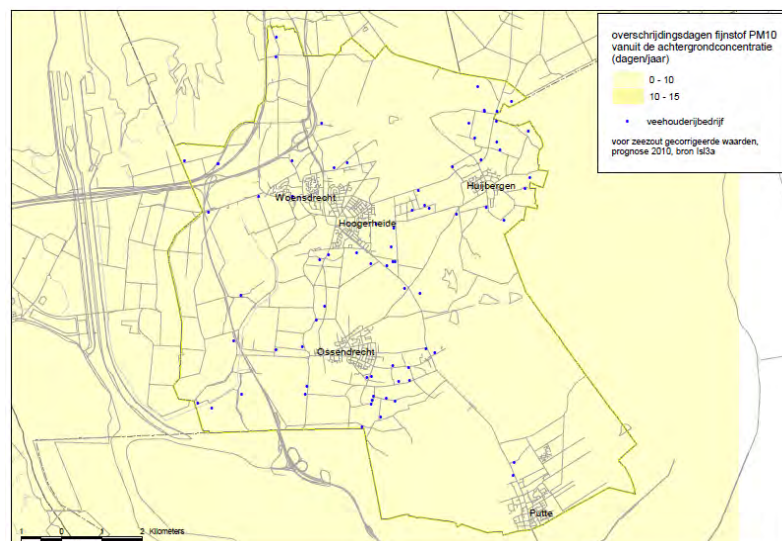 overschrijdingsdagen fijnstof PM10
vanuit de achtergrondconcentratie
(dagen/jaar)
0 - 10
10 - 15
veehouderijbedrijf
voor zeezout gecorrigeerde waarden,
prognose 2010, bron Isl3a
Huijbergen
Woensdrecht
Hoogerheide
Ossendrecht
Putte
1 0 1 2 Kilometers